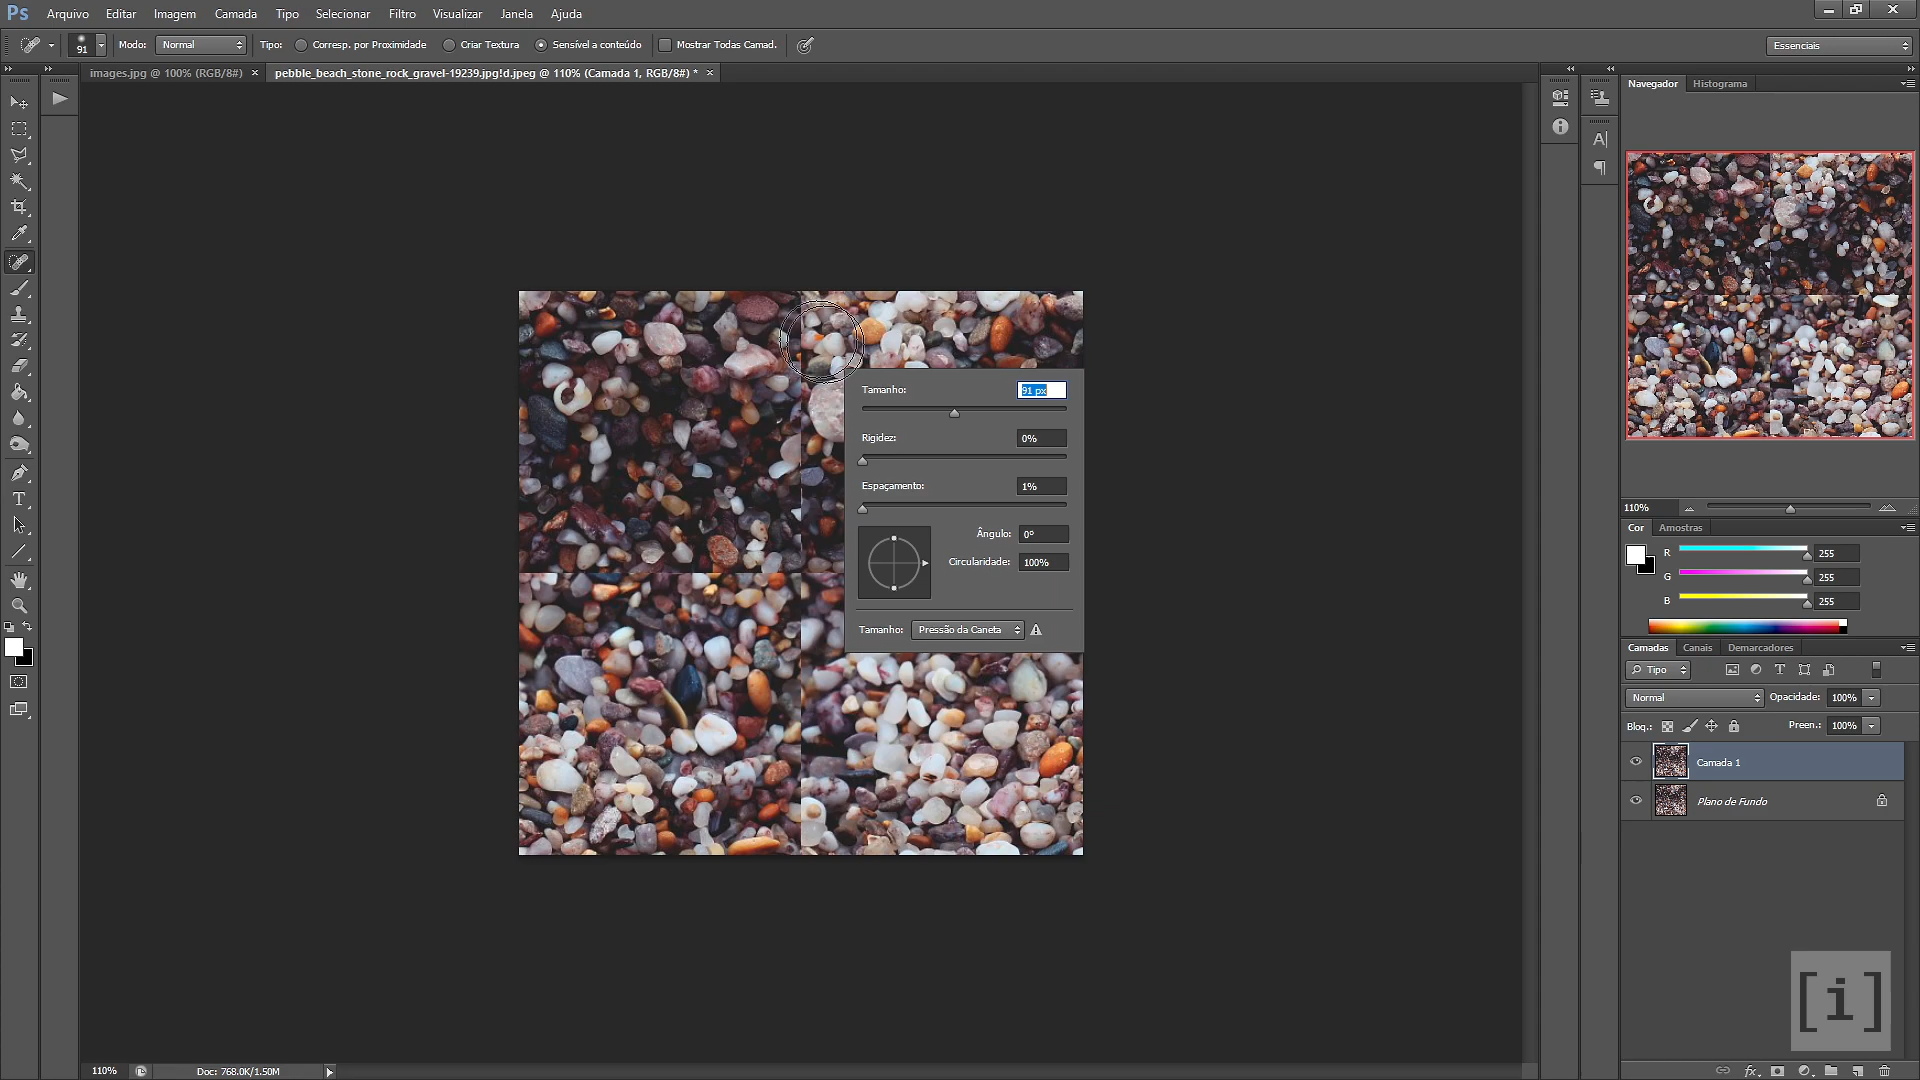 Ps Arquivo Editar Imagem Camada Tipo Selecionar Filtro Visualizar Janela Ajuda
91 Modo: Normal Tipo: Corresp. por Proximidade Criar Textura Sensível a conteúdo Mostrar Todas Camad. Essenciais
images.jpg @ 100% (RGB/8#) × pebble_beach_stone_rock_gravel-19239.jpg!d.jpeg @ 110% (Camada 1, RGB/8#) * ×
Navegador Histograma
Tamanho: 91 px
Rigidez: 0%
Espaçamento: 1%
Ângulo: 0º
Circularidade: 100%
Tamanho: Pressão da Caneta
110%
Cor Amostras
R 255
G 255
B 255
Camadas Canais Demarcadores
Tipo
Normal Opacidade: 100%
Bloq.: Preen.: 100%
Camada 1
Plano de Fundo
[i]
110% Doc: 768.0K/1.50M
fx